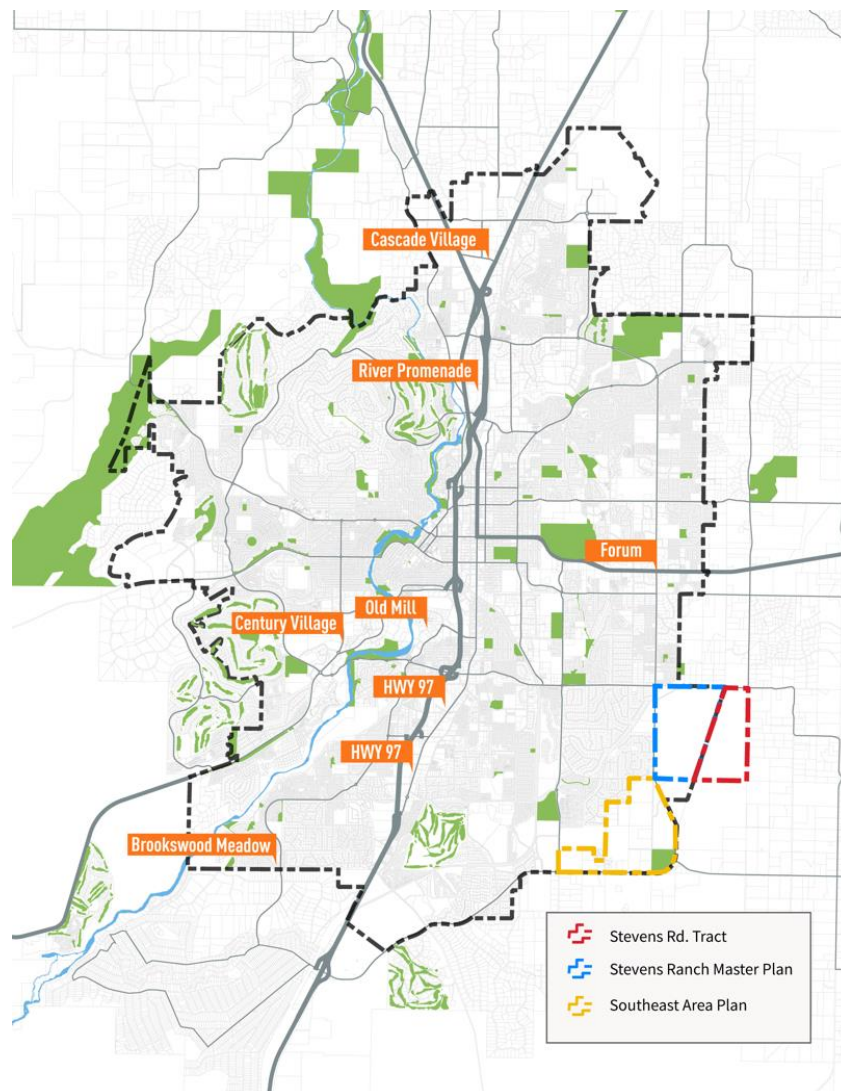 Cascade Village
River Promenade
Forum
Old Mill
Century Village
HWY 97
HWY 97
Brookswood Meadow
Stevens Rd. Tract
Stevens Ranch Master Plan
Southeast Area Plan